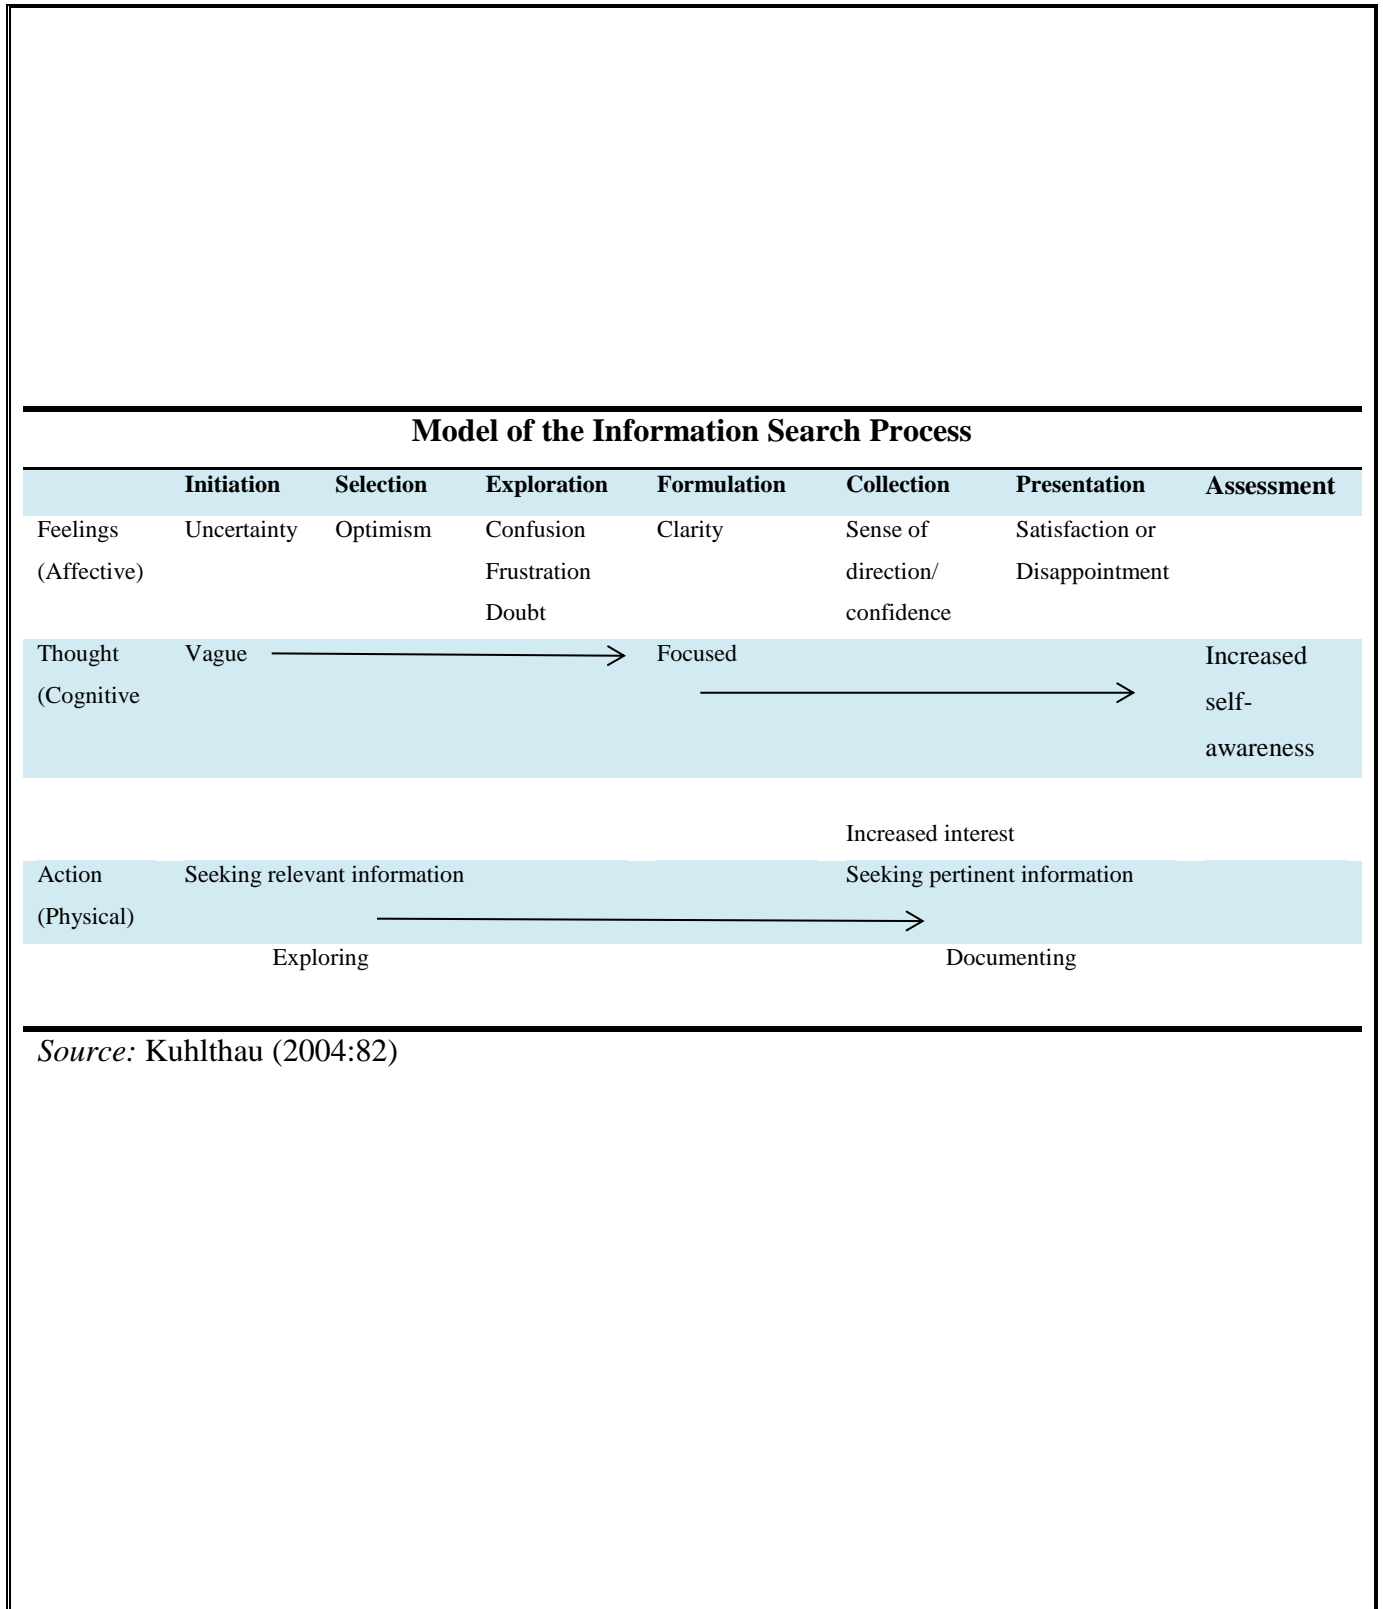 Model of the Information Search Process
Initiation Selection Exploration Formulation Collection Presentation Assessment
Feelings Uncertainty Optimism Confusion Clarity Sense of Satisfaction or
(Affective) Frustration direction/ Disappointment
Doubt confidence
Thought Vague Focused Increased
(Cognitive self-
awareness
Increased interest
Action Seeking relevant information Seeking pertinent information
(Physical)
Exploring Documenting
Source: Kuhlthau (2004:82)